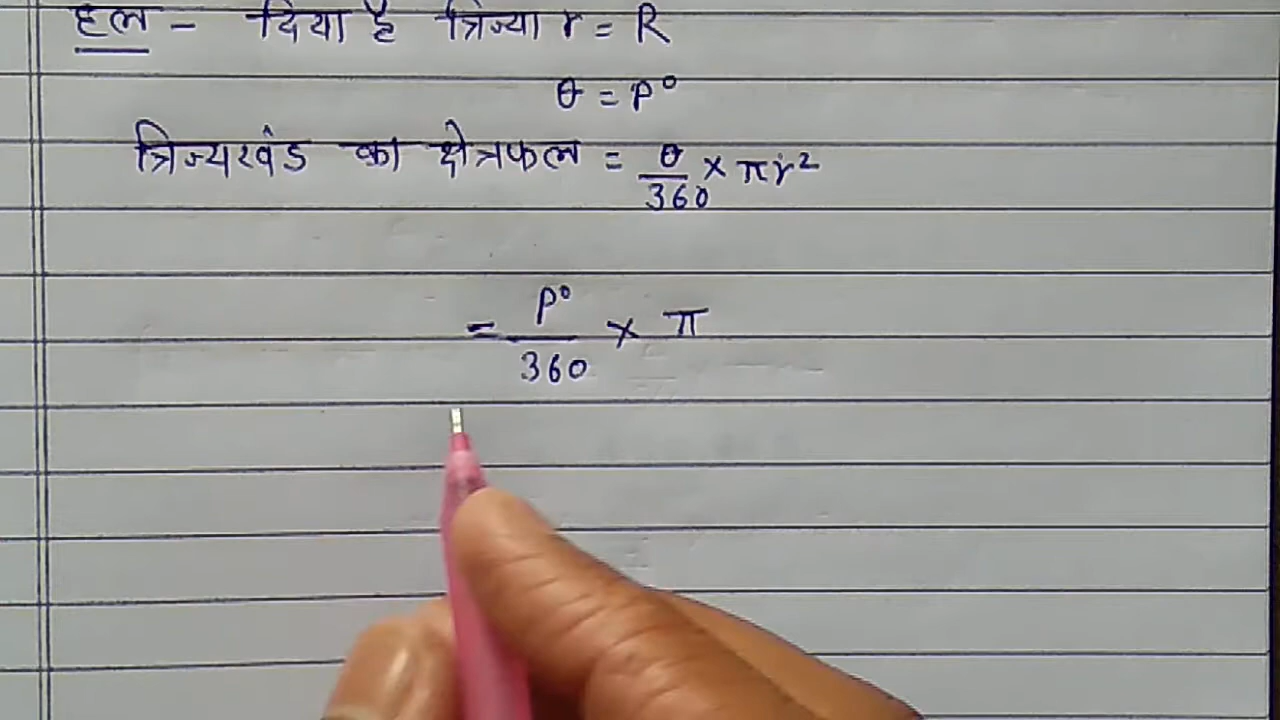 हल - दिया है त्रिज्या r = R
θ = P°
त्रिज्यखंड का क्षेत्रफल = θ/360 × πr²
= P°/360 × π